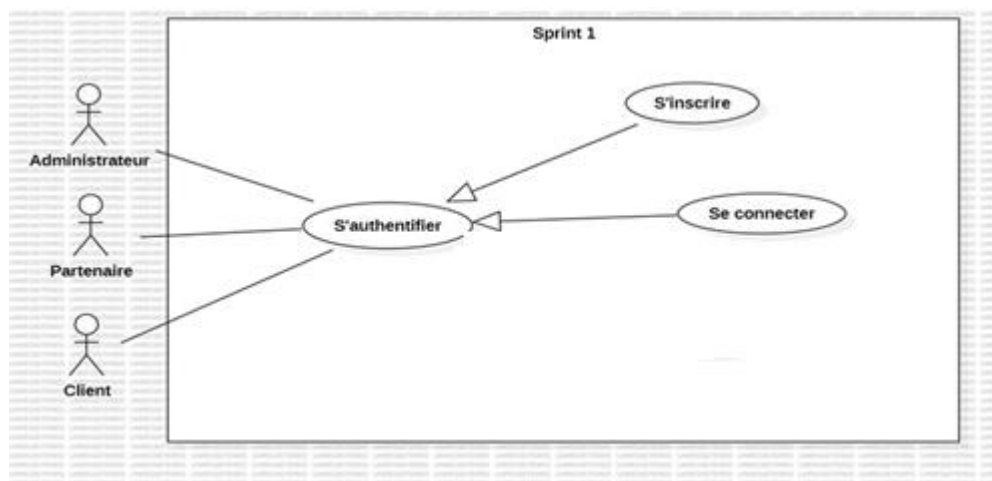 Sprint 1
S'inscrire
Administrateur
Se connecter
S'authentifier
Partenaire
Client